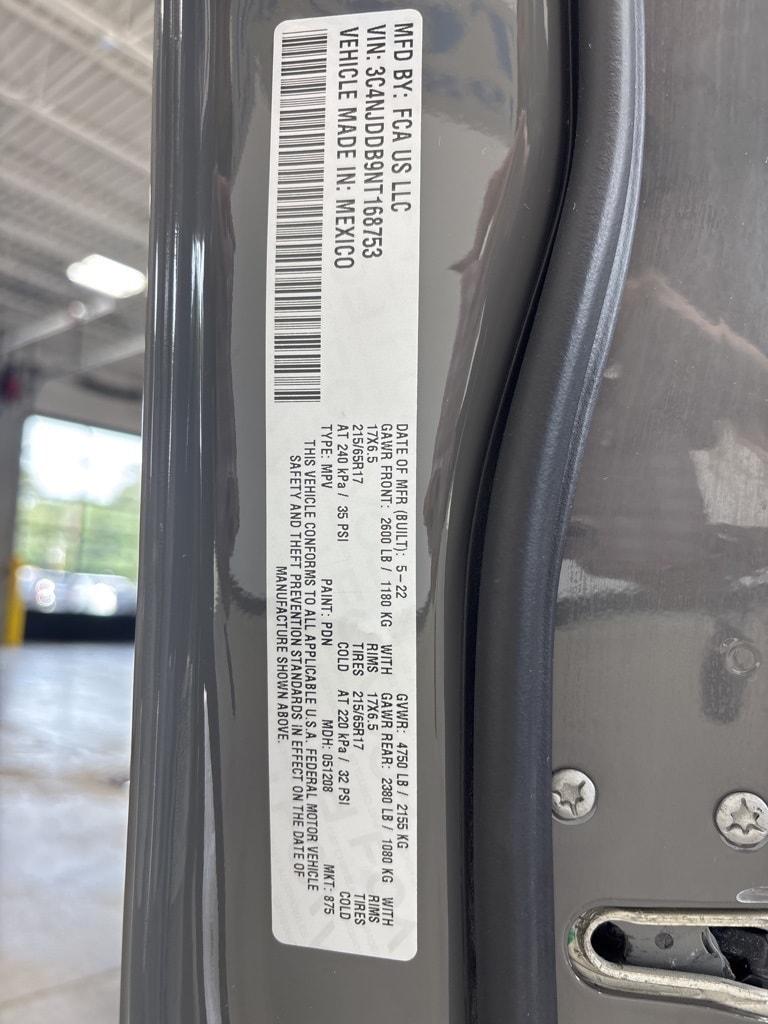 MFD BY: FCA US LLC
VIN: 3C4NJDDB9NT168753
VEHICLE MADE IN: MEXICO
DATE OF MFR (BUILT): 5-22 GVWR: 4750 LB / 2155 KG
GAWR FRONT: 2600 LB / 1180 KG WITH GAWR REAR: 2380 LB / 1080 KG WITH
17X6.5 RIMS 17X6.5 RIMS
215/65R17 TIRES 215/65R17 TIRES
AT 240 kPa / 35 PSI COLD AT 220 kPa / 32 PSI COLD
TYPE: MPV PAINT: PDN MDH: 051208 MKT: 875
THIS VEHICLE CONFORMS TO ALL APPLICABLE U.S.A. FEDERAL MOTOR VEHICLE
SAFETY AND THEFT PREVENTION STANDARDS IN EFFECT ON THE DATE OF
MANUFACTURE SHOWN ABOVE.